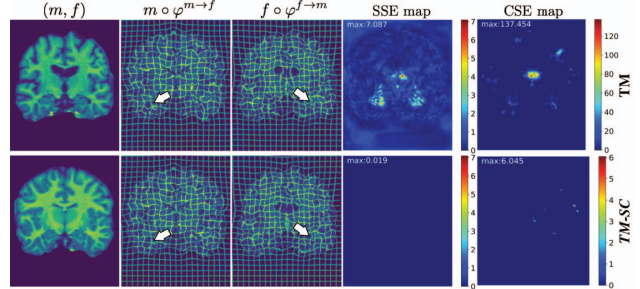 (m, f) m ∘ φ^{m→f} f ∘ φ^{f→m} SSE map CSE map
max:7.087 max:137.454
7 6 5 4 3 2 1 0
120 100 80 60 40 20 0
TM
max:0.019 max:6.045
7 6 5 4 3 2 1 0
6 5 4 3 2 1 0
TM-SC